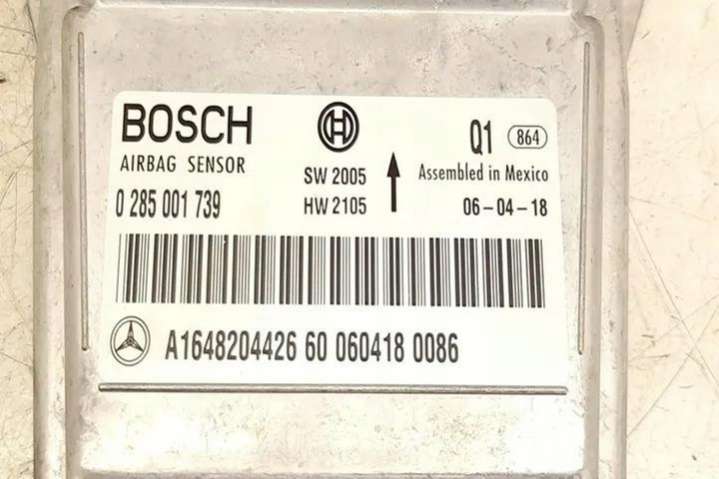 BOSCH
AIRBAG SENSOR
0 285 001 739
SW 2005
HW 2105
Q1 864
Assembled in Mexico
06-04-18
A1648204426 60 060418 0086